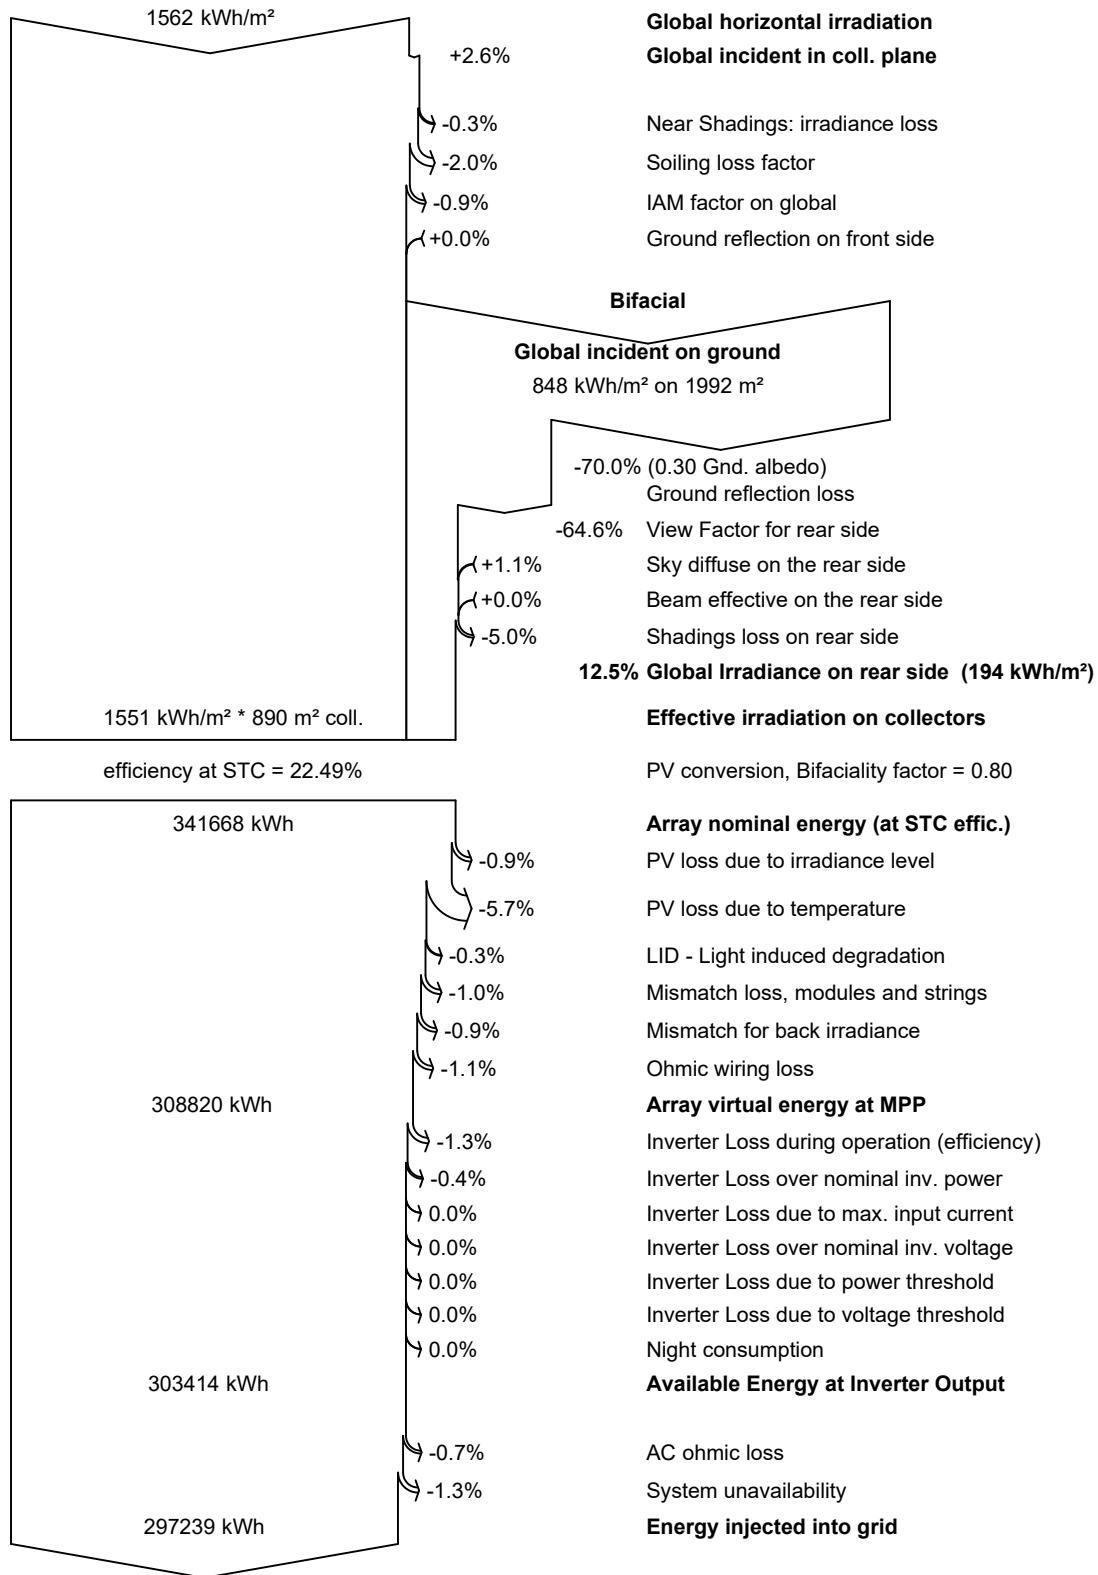 1562 kWh/m² Global horizontal irradiation
+2.6% Global incident in coll. plane
-0.3% Near Shadings: irradiance loss
-2.0% Soiling loss factor
-0.9% IAM factor on global
+0.0% Ground reflection on front side
Bifacial
Global incident on ground
848 kWh/m² on 1992 m²
-70.0% (0.30 Gnd. albedo)
Ground reflection loss
-64.6% View Factor for rear side
+1.1% Sky diffuse on the rear side
+0.0% Beam effective on the rear side
-5.0% Shadings loss on rear side
12.5% Global Irradiance on rear side (194 kWh/m²)
1551 kWh/m² * 890 m² coll. Effective irradiation on collectors
efficiency at STC = 22.49% PV conversion, Bifaciality factor = 0.80
341668 kWh Array nominal energy (at STC effic.)
-0.9% PV loss due to irradiance level
-5.7% PV loss due to temperature
-0.3% LID - Light induced degradation
-1.0% Mismatch loss, modules and strings
-0.9% Mismatch for back irradiance
-1.1% Ohmic wiring loss
308820 kWh Array virtual energy at MPP
-1.3% Inverter Loss during operation (efficiency)
-0.4% Inverter Loss over nominal inv. power
0.0% Inverter Loss due to max. input current
0.0% Inverter Loss over nominal inv. voltage
0.0% Inverter Loss due to power threshold
0.0% Inverter Loss due to voltage threshold
0.0% Night consumption
303414 kWh Available Energy at Inverter Output
-0.7% AC ohmic loss
-1.3% System unavailability
297239 kWh Energy injected into grid